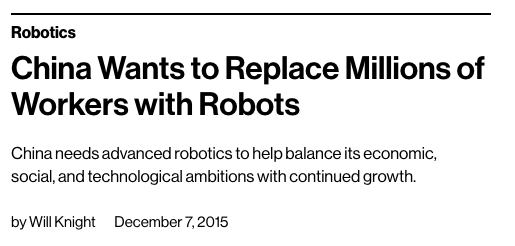 Robotics
China Wants to Replace Millions of
Workers with Robots
China needs advanced robotics to help balance its economic,
social, and technological ambitions with continued growth.
by Will Knight December 7, 2015